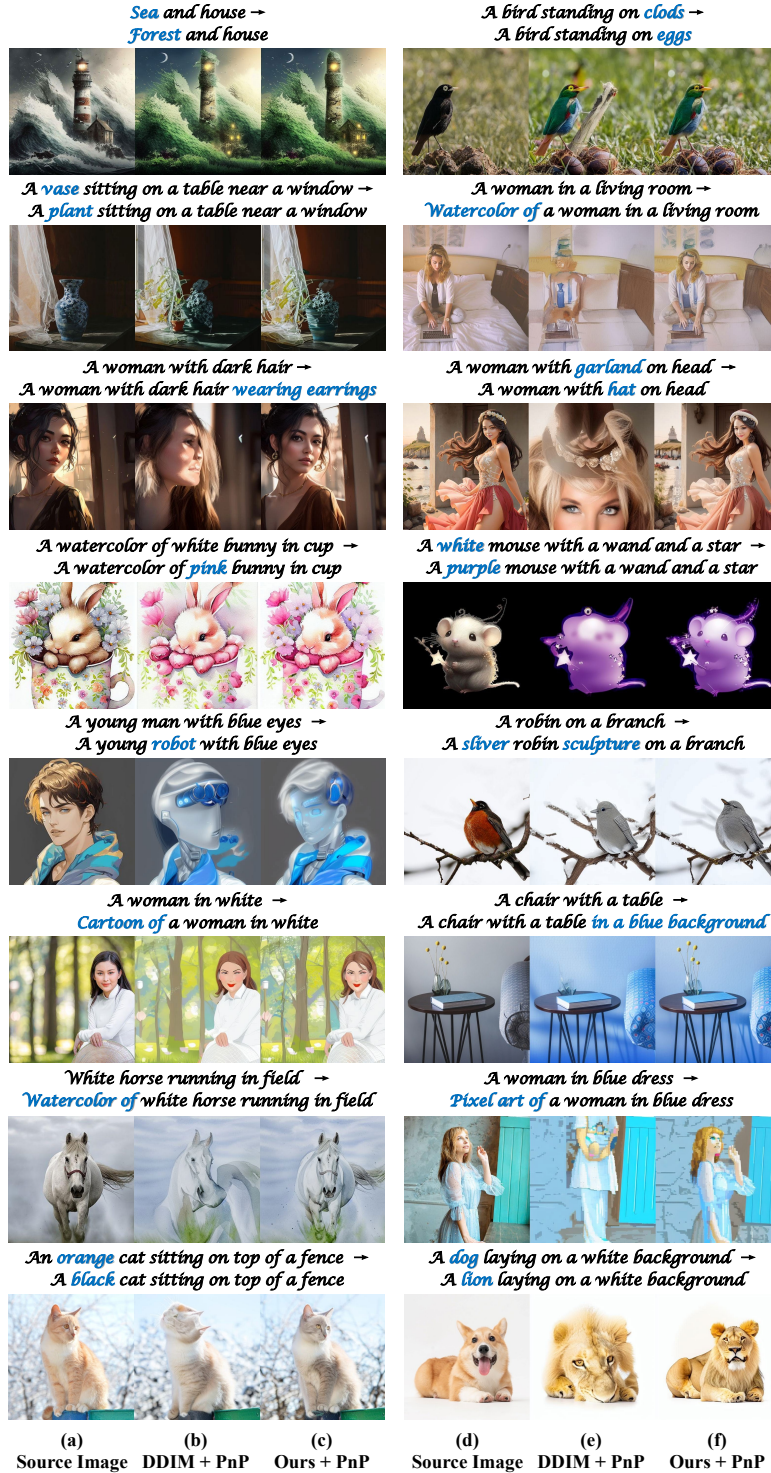 Sea and house →
Forest and house
A bird standing on clods →
A bird standing on eggs
A vase sitting on a table near a window →
A plant sitting on a table near a window
A woman in a living room →
Watercolor of a woman in a living room
A woman with dark hair →
A woman with dark hair wearing earrings
A woman with garland on head →
A woman with hat on head
A watercolor of white bunny in cup →
A watercolor of pink bunny in cup
A white mouse with a wand and a star →
A purple mouse with a wand and a star
A young man with blue eyes →
A young robot with blue eyes
A robin on a branch →
A sliver robin sculpture on a branch
A woman in white →
Cartoon of a woman in white
A chair with a table →
A chair with a table in a blue background
White horse running in field →
Watercolor of white horse running in field
A woman in blue dress →
Pixel art of a woman in blue dress
An orange cat sitting on top of a fence →
A black cat sitting on top of a fence
A dog laying on a white background →
A lion laying on a white background
(a) (b) (c) (d) (e) (f)
Source Image DDIM + PnP Ours + PnP Source Image DDIM + PnP Ours + PnP